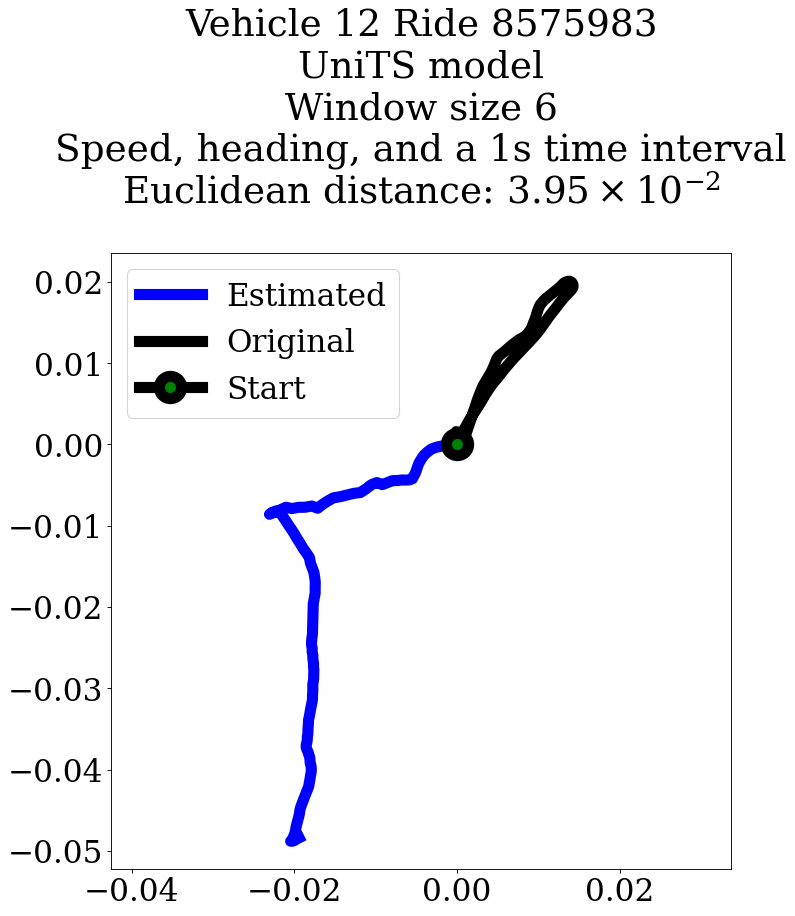 Vehicle 12 Ride 8575983
UniTS model
Window size 6
Speed, heading, and a 1s time interval
Euclidean distance: 3.95 × 10⁻²
Estimated
Original
Start
0.02
0.01
0.00
−0.01
−0.02
−0.03
−0.04
−0.05
−0.04 −0.02 0.00 0.02